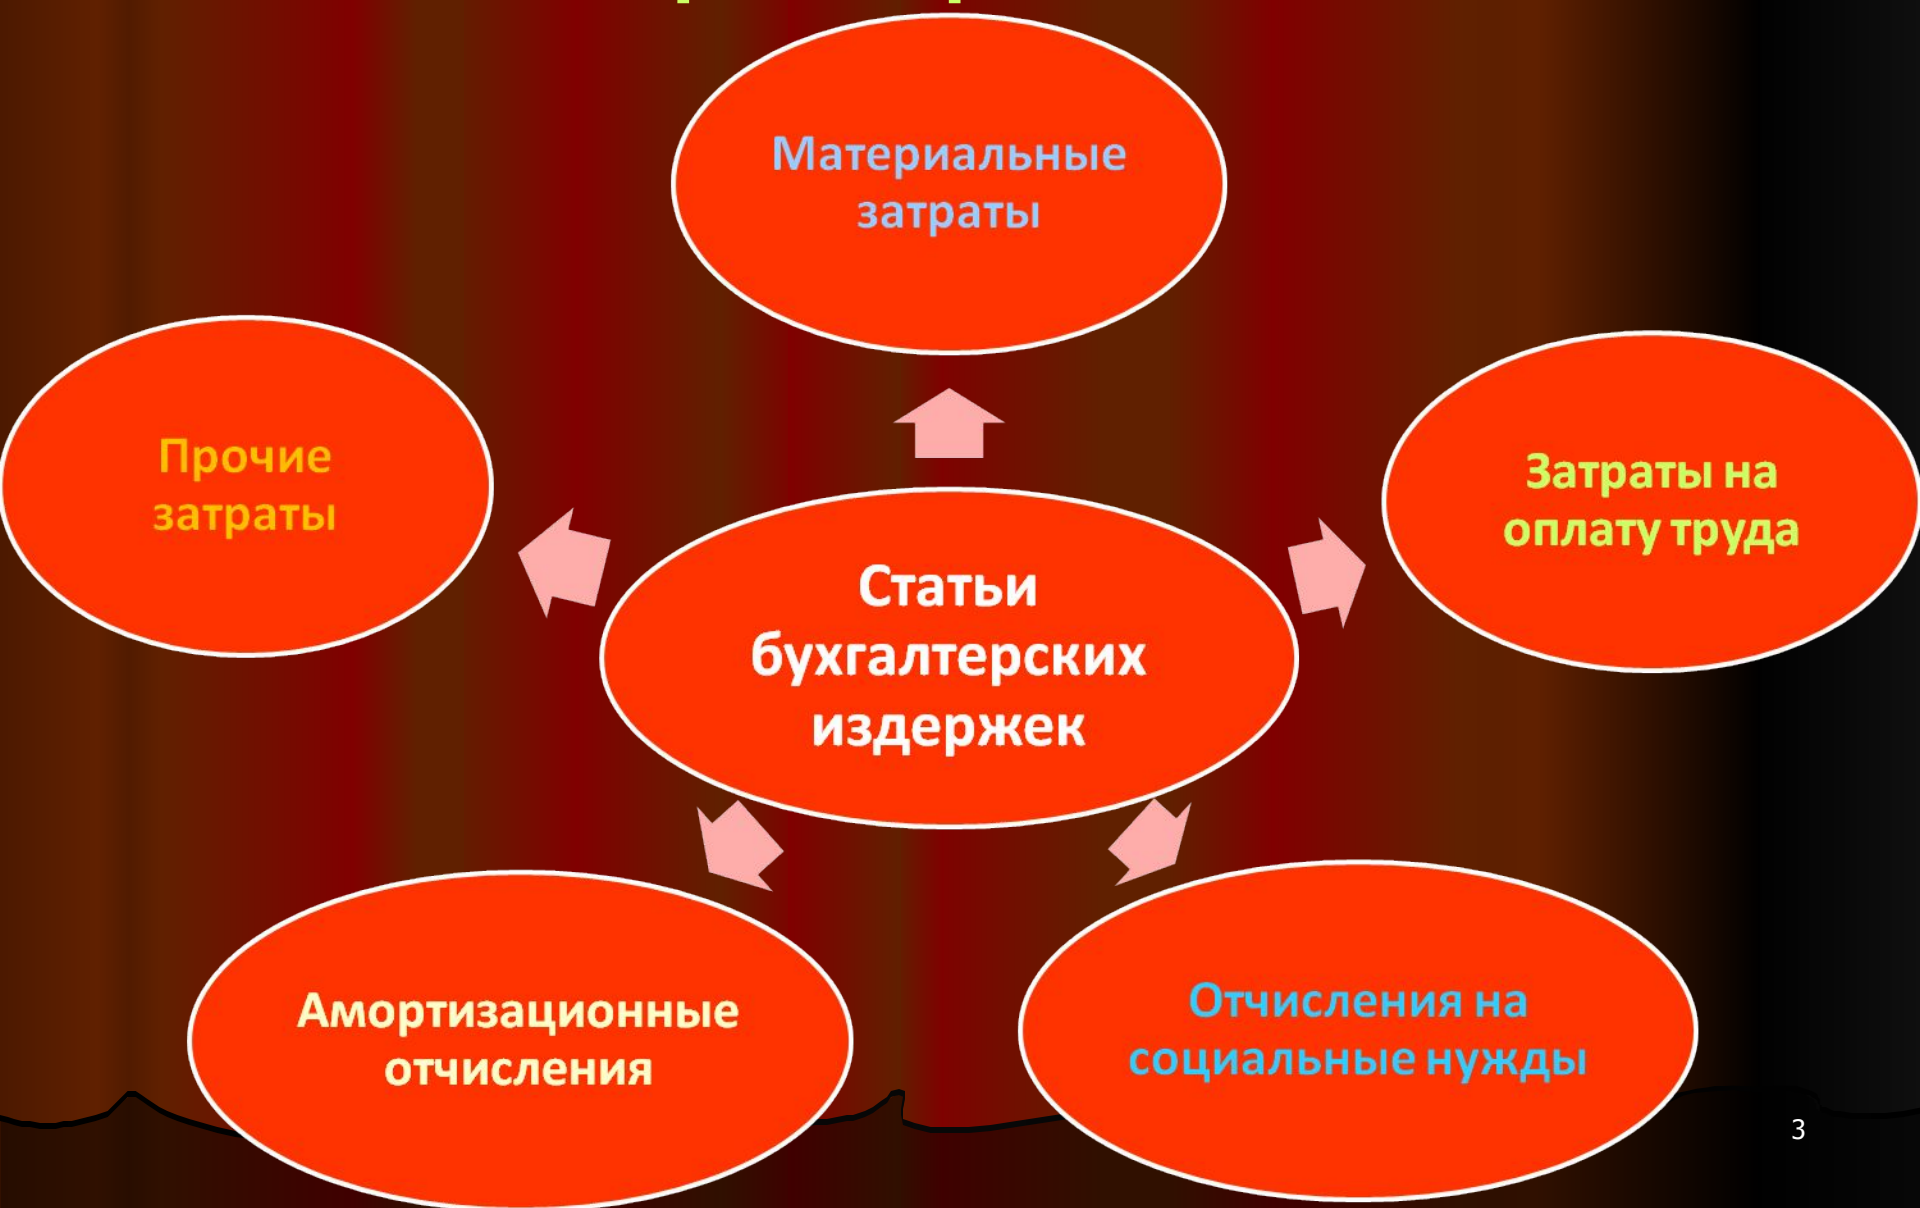 Материальные
затраты
Прочие
затраты
Затраты на
оплату труда
Статьи
бухгалтерских
издержек
Амортизационные
отчисления
Отчисления на
социальные нужды
3